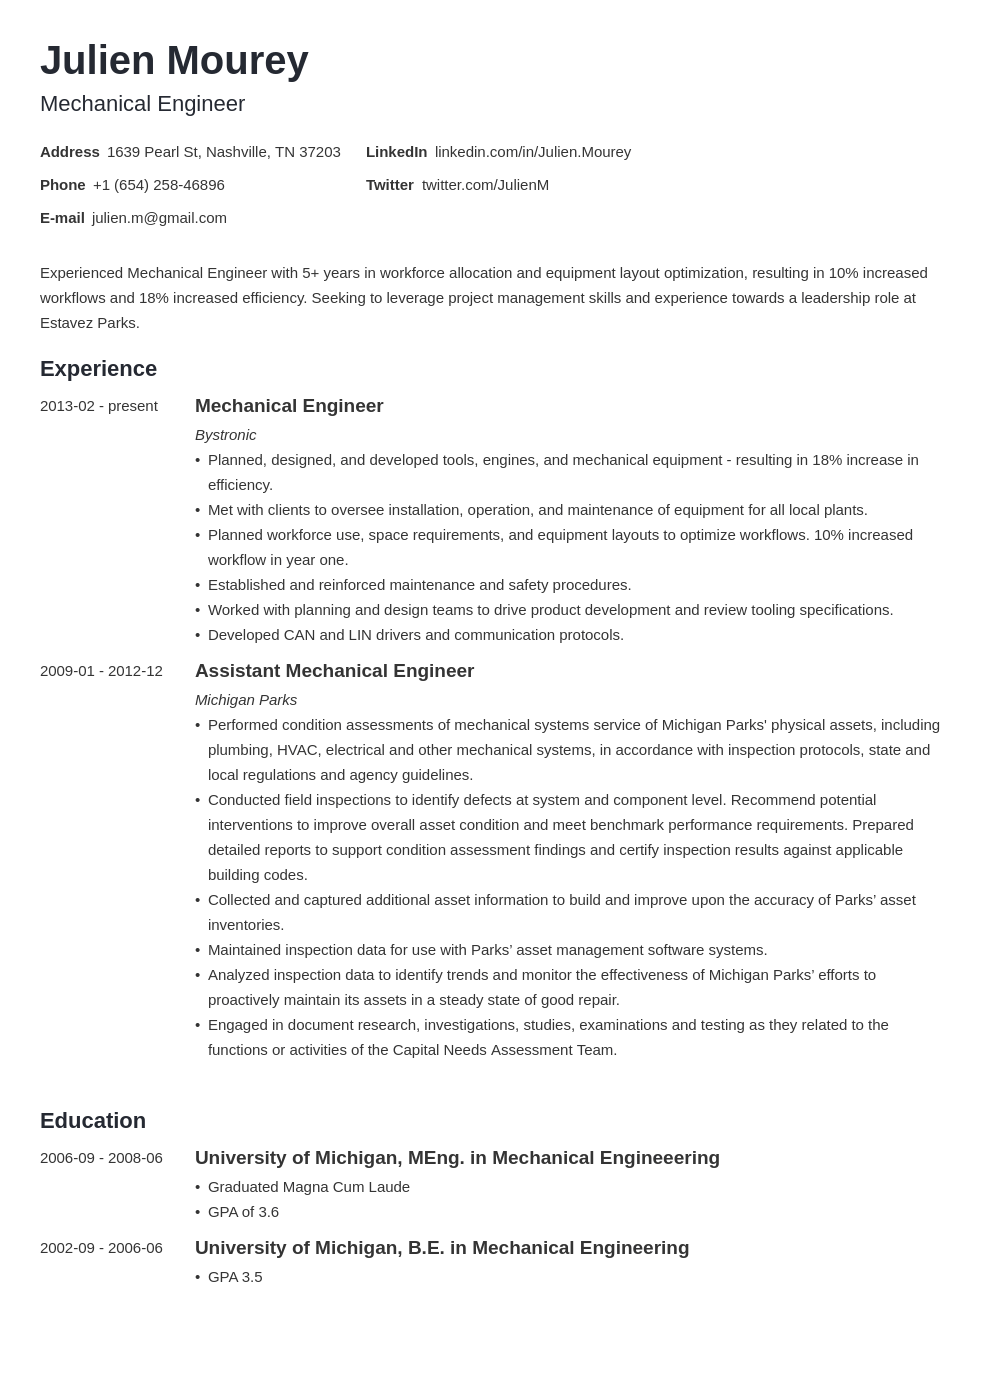 Julien Mourey
Mechanical Engineer
Address 1639 Pearl St, Nashville, TN 37203 LinkedIn linkedin.com/in/Julien.Mourey
Phone +1 (654) 258-46896 Twitter twitter.com/JulienM
E-mail julien.m@gmail.com
Experienced Mechanical Engineer with 5+ years in workforce allocation and equipment layout optimization, resulting in 10% increased
workflows and 18% increased efficiency. Seeking to leverage project management skills and experience towards a leadership role at
Estavez Parks.
Experience
2013-02 - present Mechanical Engineer
Bystronic
• Planned, designed, and developed tools, engines, and mechanical equipment - resulting in 18% increase in
efficiency.
• Met with clients to oversee installation, operation, and maintenance of equipment for all local plants.
• Planned workforce use, space requirements, and equipment layouts to optimize workflows. 10% increased
workflow in year one.
• Established and reinforced maintenance and safety procedures.
• Worked with planning and design teams to drive product development and review tooling specifications.
• Developed CAN and LIN drivers and communication protocols.
2009-01 - 2012-12 Assistant Mechanical Engineer
Michigan Parks
• Performed condition assessments of mechanical systems service of Michigan Parks' physical assets, including
plumbing, HVAC, electrical and other mechanical systems, in accordance with inspection protocols, state and
local regulations and agency guidelines.
• Conducted field inspections to identify defects at system and component level. Recommend potential
interventions to improve overall asset condition and meet benchmark performance requirements. Prepared
detailed reports to support condition assessment findings and certify inspection results against applicable
building codes.
• Collected and captured additional asset information to build and improve upon the accuracy of Parks’ asset
inventories.
• Maintained inspection data for use with Parks’ asset management software systems.
• Analyzed inspection data to identify trends and monitor the effectiveness of Michigan Parks’ efforts to
proactively maintain its assets in a steady state of good repair.
• Engaged in document research, investigations, studies, examinations and testing as they related to the
functions or activities of the Capital Needs Assessment Team.
Education
2006-09 - 2008-06 University of Michigan, MEng. in Mechanical Engineeering
• Graduated Magna Cum Laude
• GPA of 3.6
2002-09 - 2006-06 University of Michigan, B.E. in Mechanical Engineering
• GPA 3.5